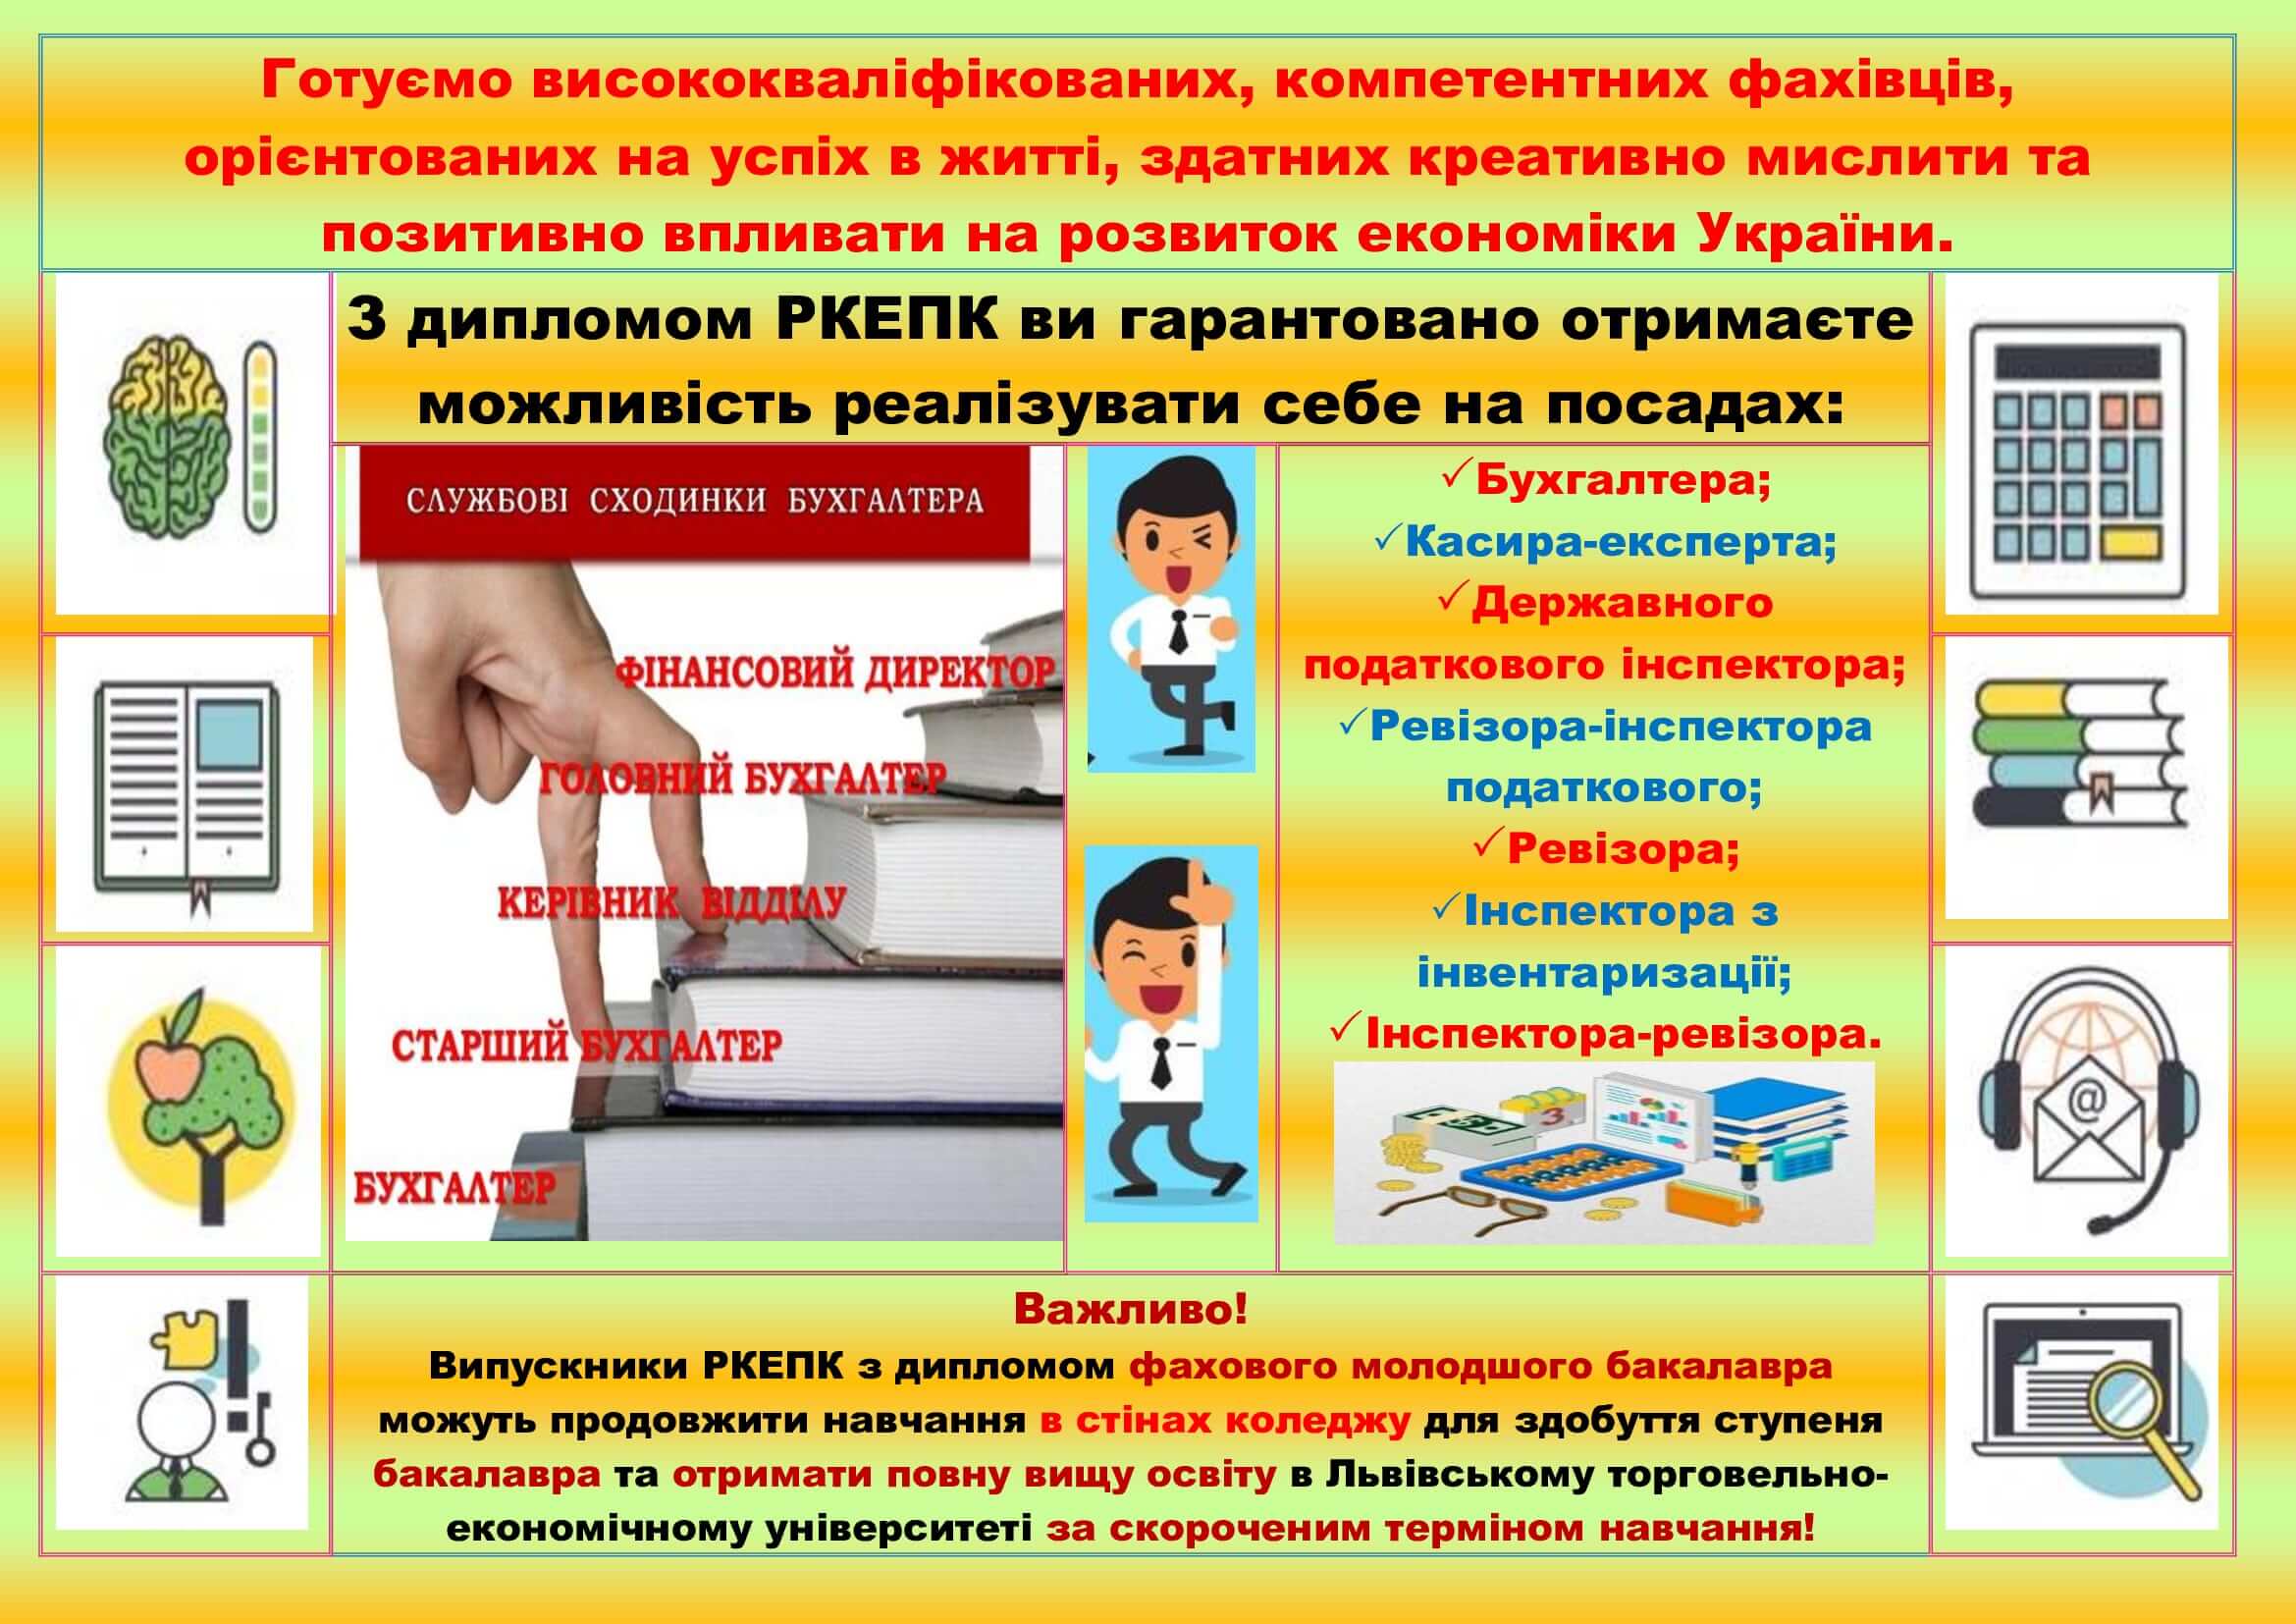 Готуємо висококваліфікованих, компетентних фахівців,
орієнтованих на успіх в житті, здатних креативно мислити та
позитивно впливати на розвиток економіки України.
З дипломом РКЕПК ви гарантовано отримаєте
можливість реалізувати себе на посадах:
СЛУЖБОВІ СХОДИНКИ БУХГАЛТЕРА
ФІНАНСОВИЙ ДИРЕКТОР
ГОЛОВНИЙ БУХГАЛТЕР
КЕРІВНИК ВІДДІЛУ
СТАРШИЙ БУХГАЛТЕР
БУХГАЛТЕР
✓Бухгалтера;
✓Касира-експерта;
✓Державного
податкового інспектора;
✓Ревізора-інспектора
податкового;
✓Ревізора;
✓Інспектора з
інвентаризації;
✓Інспектора-ревізора.
3
@
Важливо!
Випускники РКЕПК з дипломом фахового молодшого бакалавра
можуть продовжити навчання в стінах коледжу для здобуття ступеня
бакалавра та отримати повну вищу освіту в Львівському торговельно-
економічному університеті за скороченим терміном навчання!